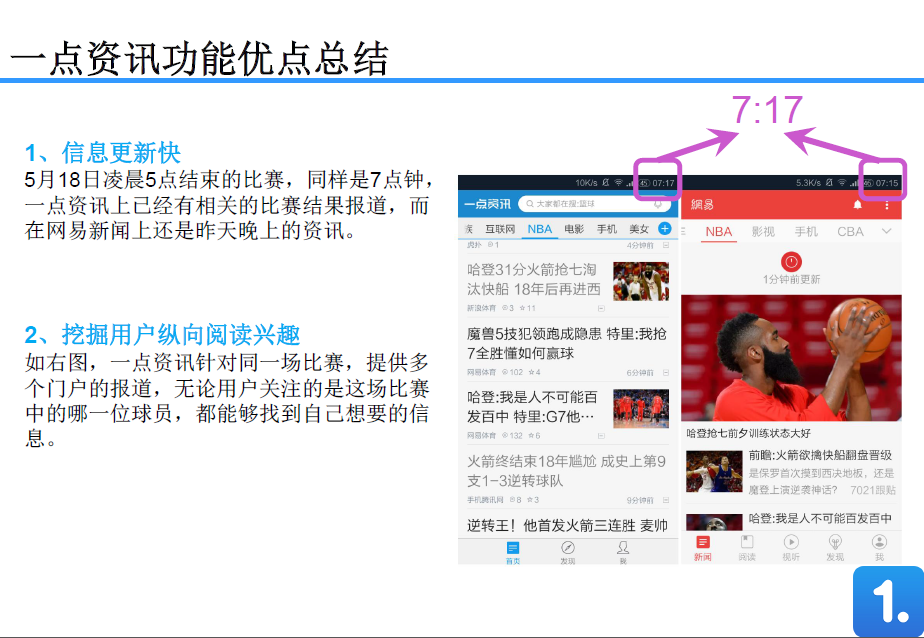 一点资讯功能优点总结
7:17
1、信息更新快
5月18日凌晨5点结束的比赛，同样是7点钟，
一点资讯上已经有相关的比赛结果报道，而
在网易新闻上还是昨天晚上的资讯。
2、挖掘用户纵向阅读兴趣
如右图，一点资讯针对同一场比赛，提供多
个门户的报道，无论用户关注的是这场比赛
中的哪一位球员，都能够找到自己想要的信
息。
10K/s 45 07:17
一点资讯 大家都在搜:篮球
互联网 NBA 电影 手机 美女
虎扑 1 4分钟前
哈登31分火箭抢七淘
汰快船 18年后再进西
新浪体育 3 11
魔兽5技犯领跑成隐患 特里:我抢
7全胜懂如何赢球
网易体育 102 4 6分钟前
哈登:我是人不可能百
发百中 特里:G7他…
网易体育 132 6
火箭终结束18年尴尬 成史上第9
支1-3逆转球队
手机腾讯网 8 3 9分钟前
逆转王！他首发火箭三连胜 麦帅
首页 发现 我
5.3K/s 45 07:15
網易
NBA 影视 手机 CBA
1分钟前更新
哈登抢七前夕训练状态大好
前瞻:火箭欲擒快船翻盘晋级
是保罗首次摸到西决地板，还是
魔登上演逆袭神话？ 7021跟贴
哈登:我是人不可能百发百中
新闻 阅读 视听 发现 我
1.